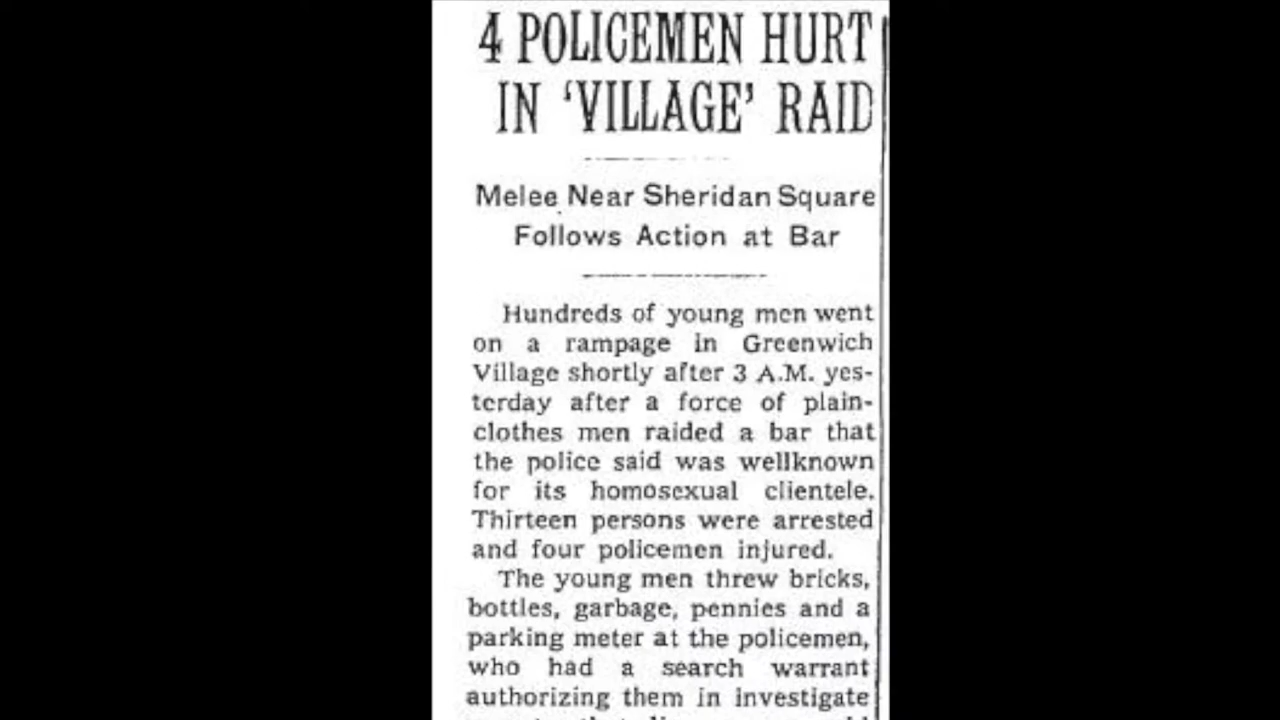 4 POLICEMEN HURT
IN ‘VILLAGE’ RAID
Melee Near Sheridan Square
Follows Action at Bar
Hundreds of young men went
on a rampage in Greenwich
Village shortly after 3 A.M. yes-
terday after a force of plain-
clothes men raided a bar that
the police said was wellknown
for its homosexual clientele.
Thirteen persons were arrested
and four policemen injured.
The young men threw bricks,
bottles, garbage, pennies and a
parking meter at the policemen,
who had a search warrant
authorizing them in investigate